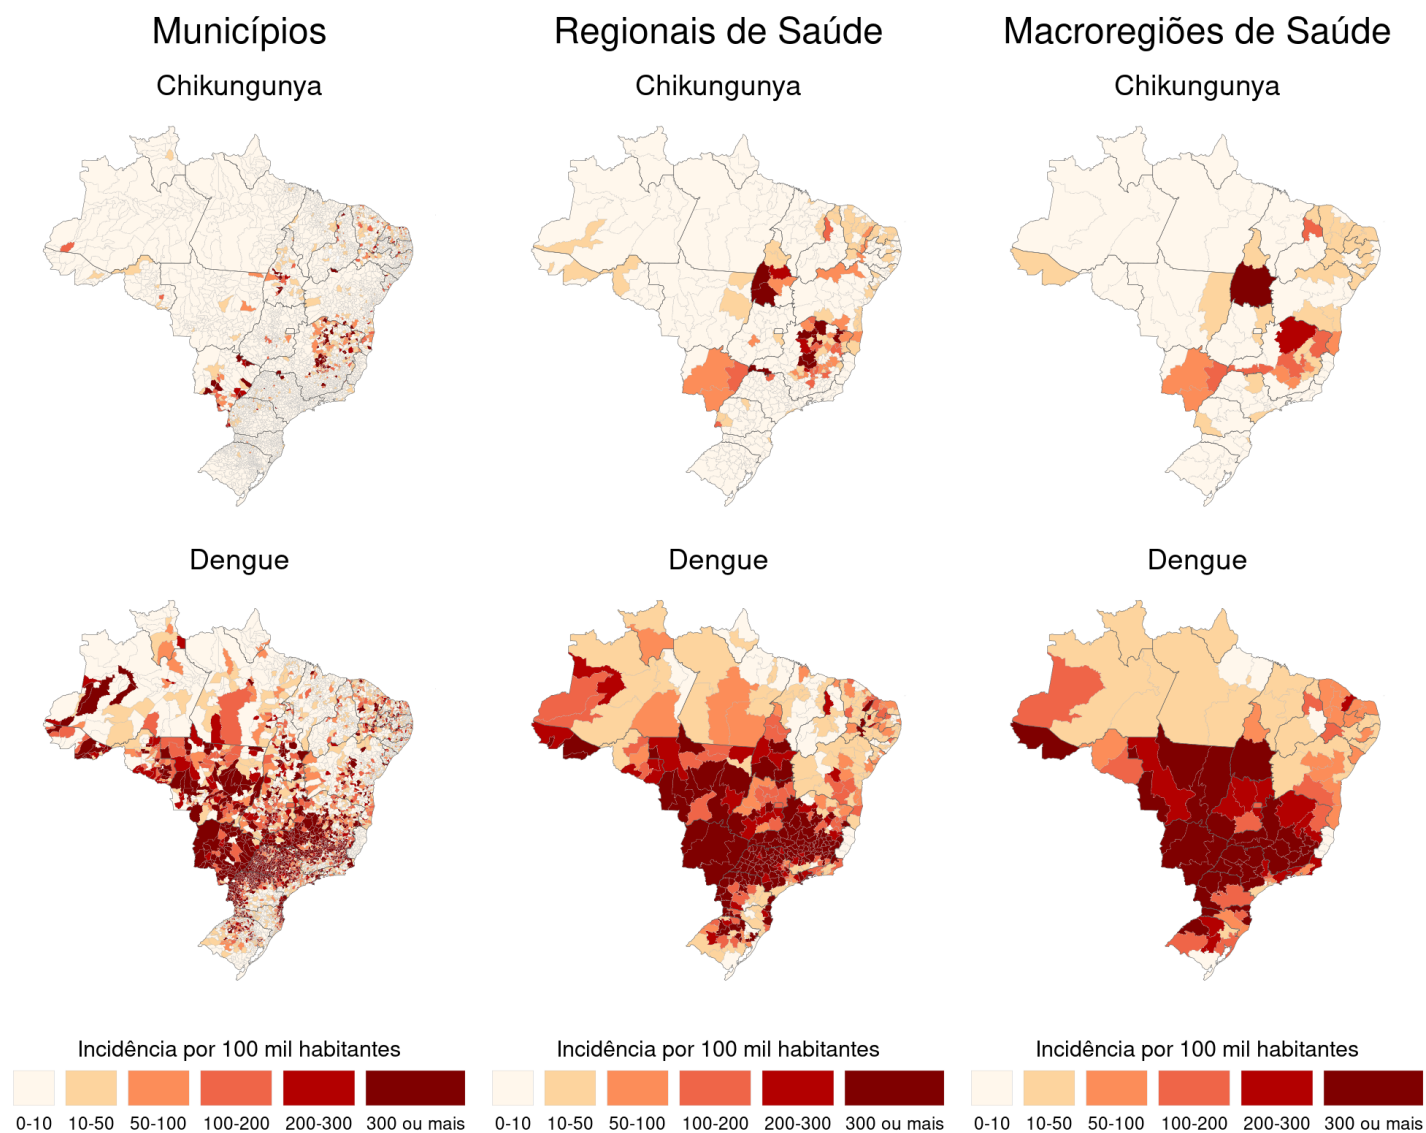 Municípios
Regionais de Saúde
Macroregiões de Saúde
Chikungunya
Chikungunya
Chikungunya
Dengue
Dengue
Dengue
Incidência por 100 mil habitantes
Incidência por 100 mil habitantes
Incidência por 100 mil habitantes
0-10 10-50 50-100 100-200 200-300 300 ou mais
0-10 10-50 50-100 100-200 200-300 300 ou mais
0-10 10-50 50-100 100-200 200-300 300 ou mais